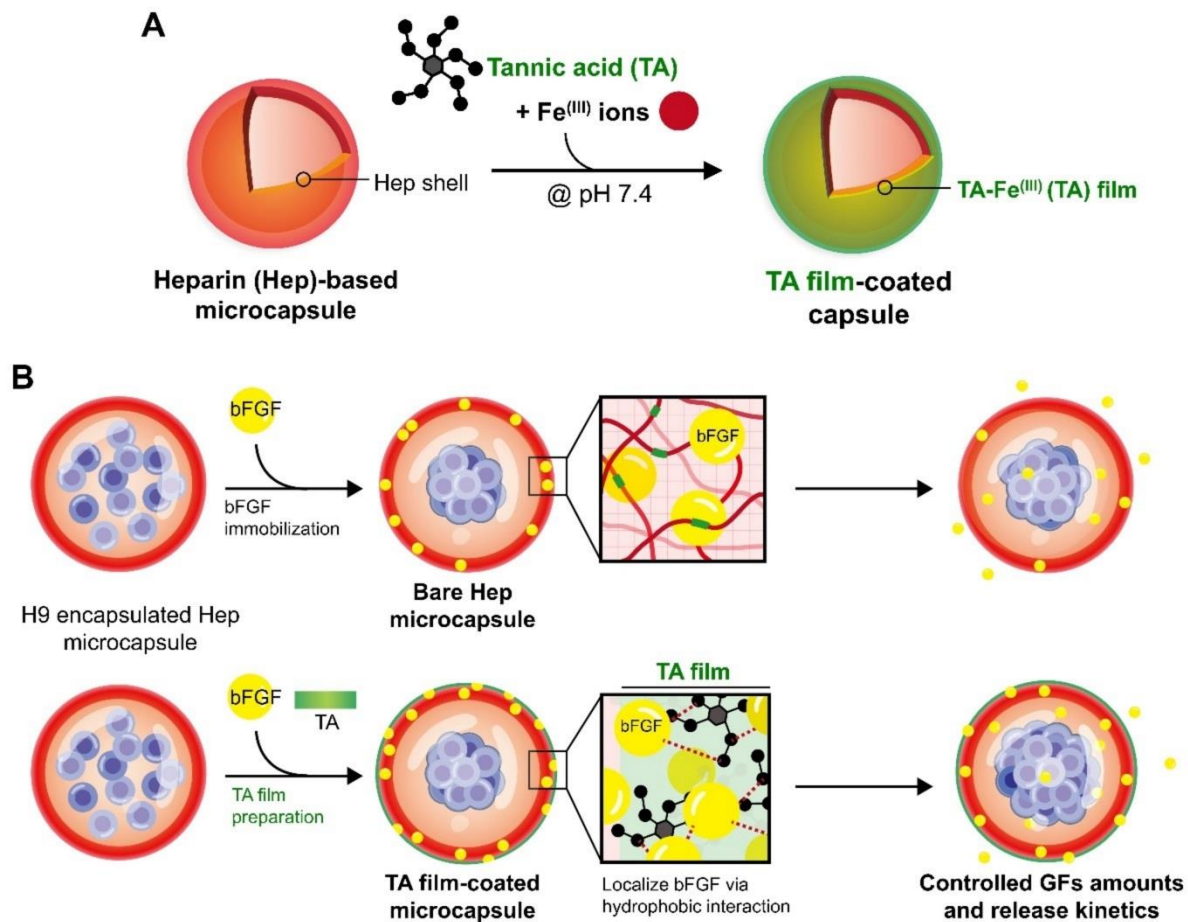 A
Tannic acid (TA)
+ Fe(III) ions
@ pH 7.4
Hep shell
TA-Fe(III) (TA) film
Heparin (Hep)-based
microcapsule
TA film-coated
capsule
B
bFGF
bFGF
immobilization
bFGF
Bare Hep
microcapsule
H9 encapsulated Hep
microcapsule
bFGF
TA
TA film
preparation
TA film
bFGF
TA film-coated
microcapsule
Localize bFGF via
hydrophobic interaction
Controlled GFs amounts
and release kinetics